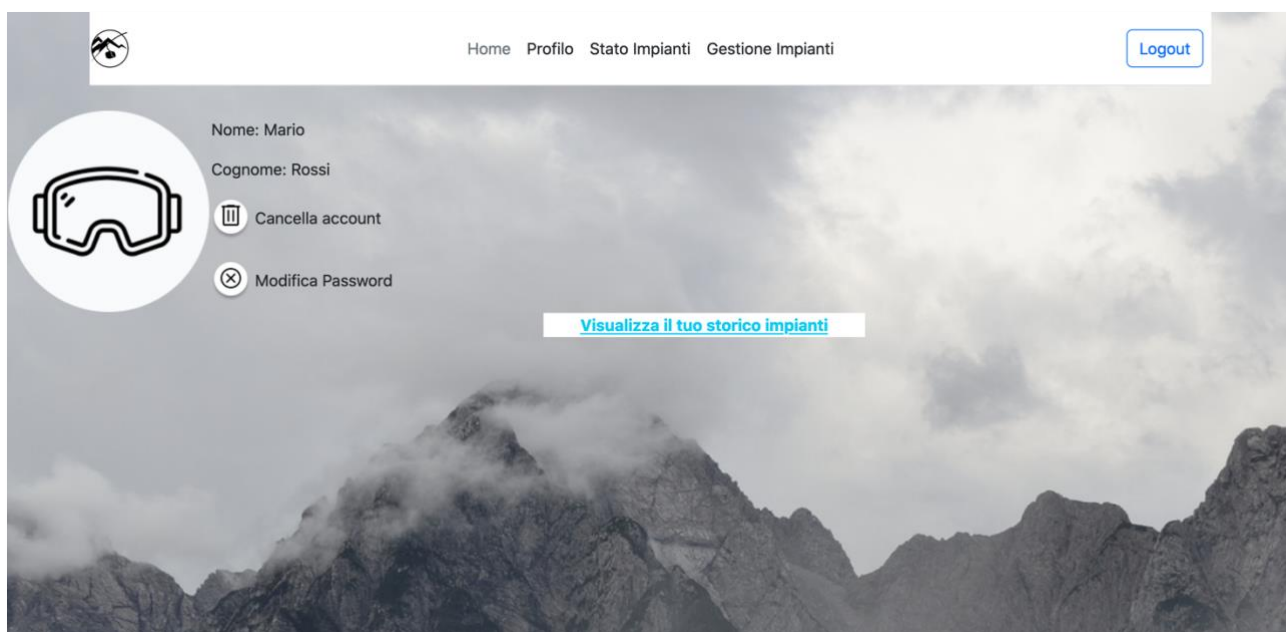 Home Profilo Stato Impianti Gestione Impianti Logout
Nome: Mario
Cognome: Rossi
Cancella account
Modifica Password
Visualizza il tuo storico impianti